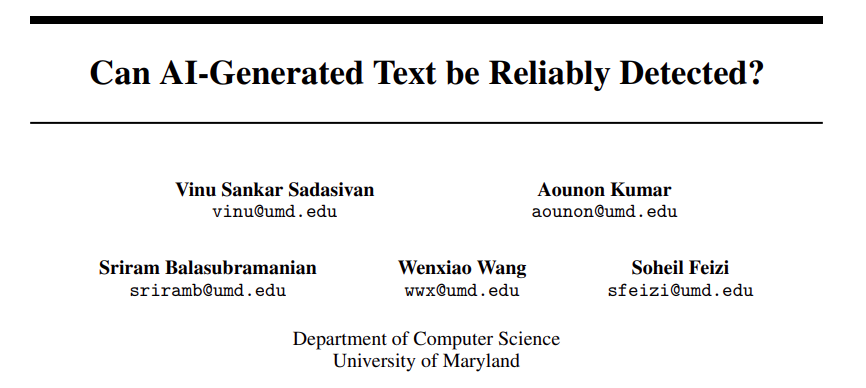 Can AI-Generated Text be Reliably Detected?
Vinu Sankar Sadasivan
vinu@umd.edu
Aounon Kumar
aounon@umd.edu
Sriram Balasubramanian
sriramb@umd.edu
Wenxiao Wang
wwx@umd.edu
Soheil Feizi
sfeizi@umd.edu
Department of Computer Science
University of Maryland